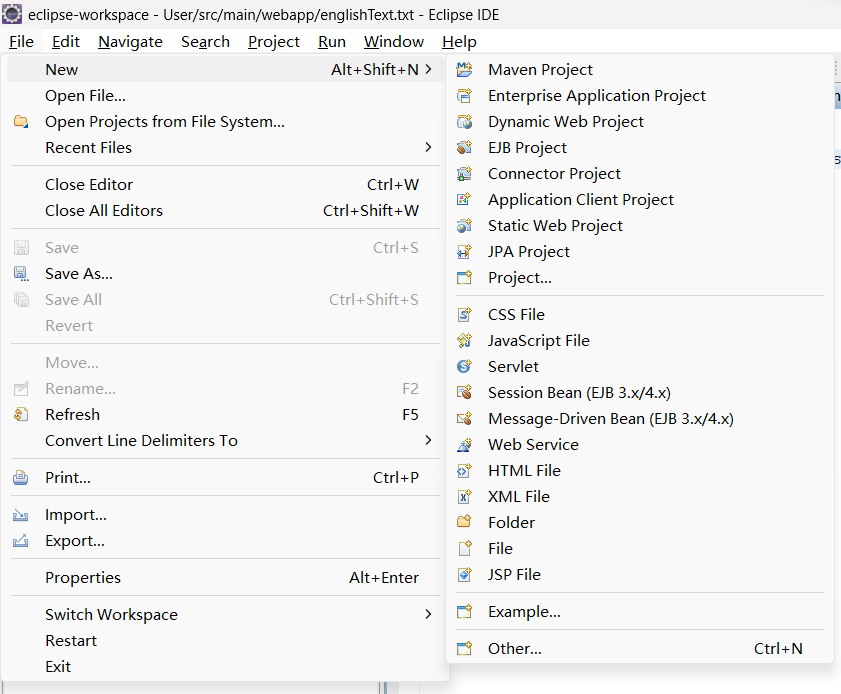 eclipse-workspace - User/src/main/webapp/englishText.txt - Eclipse IDE
File Edit Navigate Search Project Run Window Help
New Alt+Shift+N
Open File...
Open Projects from File System...
Recent Files
Close Editor Ctrl+W
Close All Editors Ctrl+Shift+W
Save Ctrl+S
Save As...
Save All Ctrl+Shift+S
Revert
Move...
Rename... F2
Refresh F5
Convert Line Delimiters To
Print... Ctrl+P
Import...
Export...
Properties Alt+Enter
Switch Workspace
Restart
Exit
Maven Project
Enterprise Application Project
Dynamic Web Project
EJB Project
Connector Project
Application Client Project
Static Web Project
JPA Project
Project...
CSS File
JavaScript File
Servlet
Session Bean (EJB 3.x/4.x)
Message-Driven Bean (EJB 3.x/4.x)
Web Service
HTML File
XML File
Folder
File
JSP File
Example...
Other... Ctrl+N